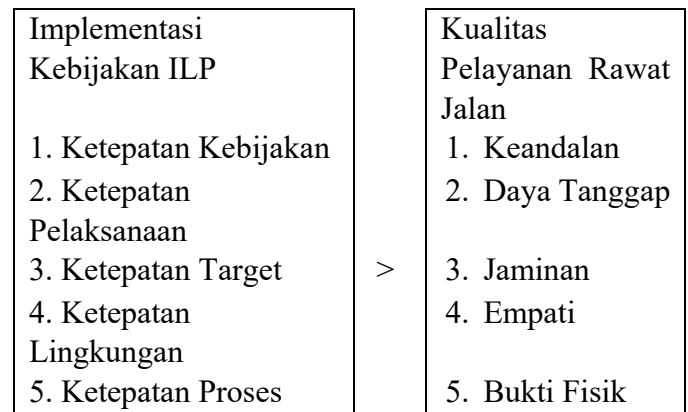 Implementasi
Kebijakan ILP
1. Ketepatan Kebijakan
2. Ketepatan
Pelaksanaan
3. Ketepatan Target
4. Ketepatan
Lingkungan
5. Ketepatan Proses
>
Kualitas
Pelayanan Rawat
Jalan
1. Keandalan
2. Daya Tanggap
3. Jaminan
4. Empati
5. Bukti Fisik